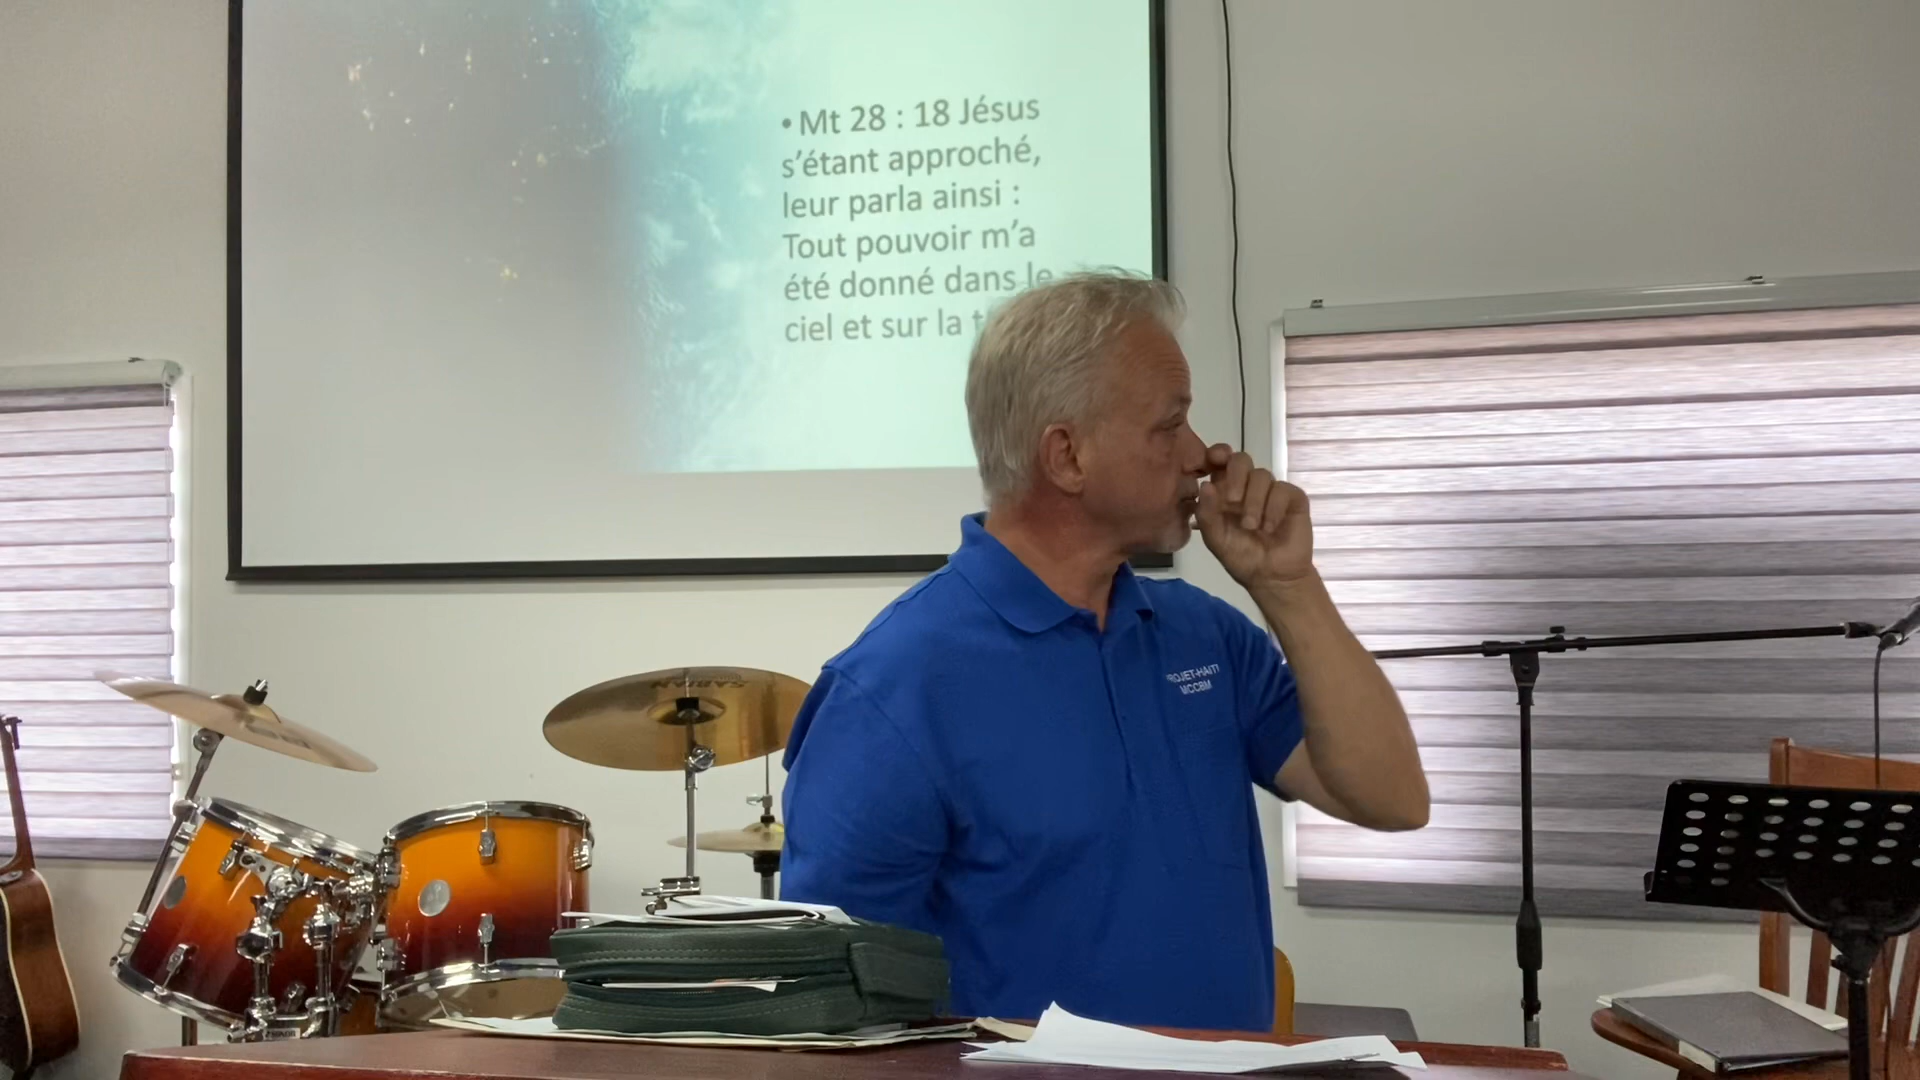 • Mt 28 : 18 Jésus
s’étant approché,
leur parla ainsi :
Tout pouvoir m’a
été donné dans le
ciel et sur la
PROJET-HAITI
MCCBM
SABIAN